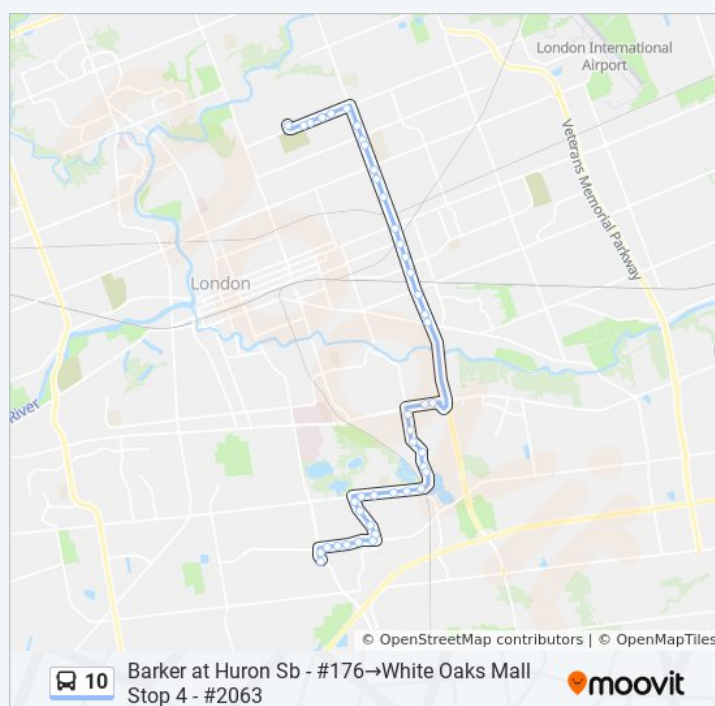 London International
Airport
Veterans Memorial Parkway
London
River
© OpenStreetMap contributors | © OpenMapTiles
10
Barker at Huron Sb - #176→White Oaks Mall
Stop 4 - #2063
moovit